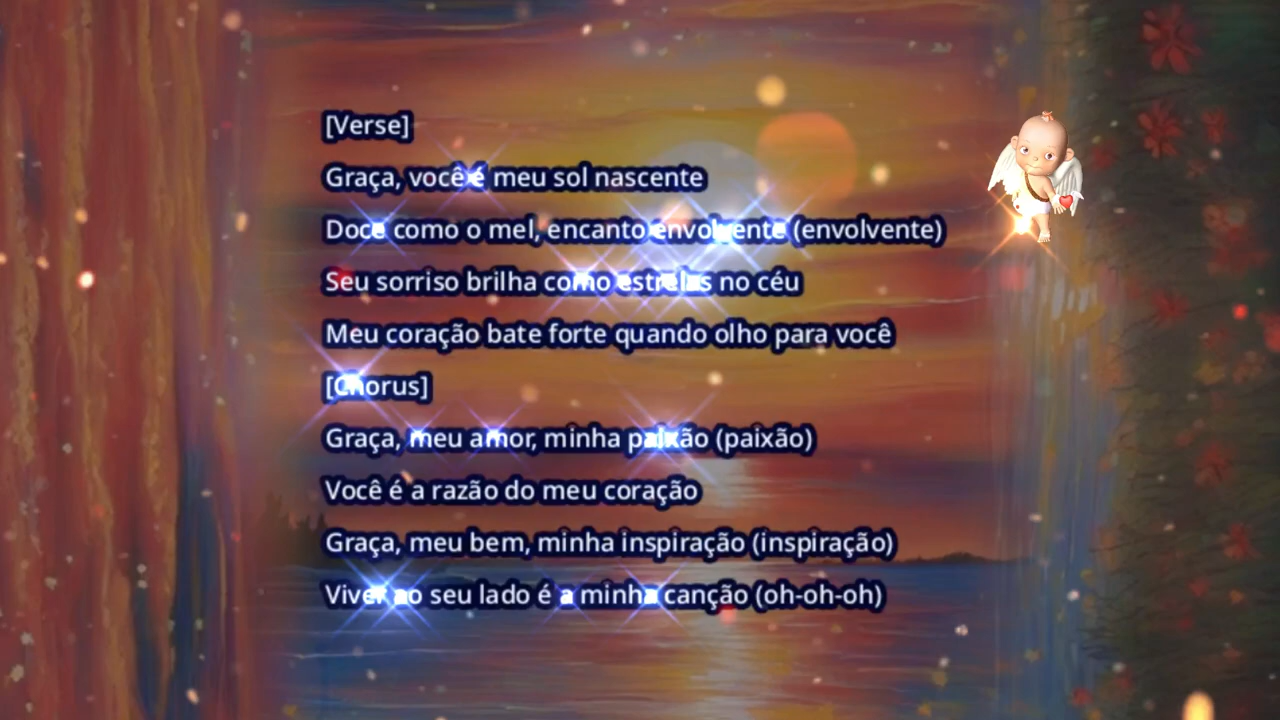 [Verse]
Graça, você é meu sol nascente
Doce como o mel, encanto envolvente (envolvente)
Seu sorriso brilha como estrelas no céu
Meu coração bate forte quando olho para você
[Chorus]
Graça, meu amor, minha paixão (paixão)
Você é a razão do meu coração
Graça, meu bem, minha inspiração (inspiração)
Viver ao seu lado é a minha canção (oh-oh-oh)